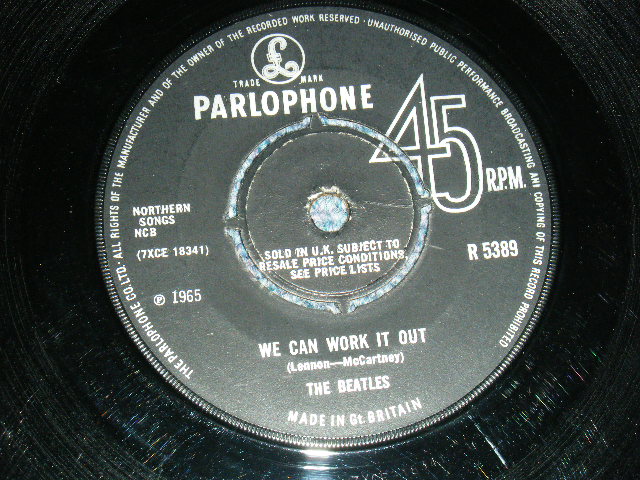 THE PARLOPHONE CO.LTD. ALL RIGHTS OF THE MANUFACTURER AND OF THE OWNER OF THE RECORDED WORK RESERVED · UNAUTHORISED PUBLIC PERFORMANCE BROADCASTING AND COPYING OF THIS RECORD PROHIBITED
£
TRADE MARK
PARLOPHONE
45
R.P.M.
NORTHERN
SONGS
NCB
(7XCE 18341)
SOLD IN U.K. SUBJECT TO
RESALE PRICE CONDITIONS,
SEE PRICE LISTS
R 5389
Ⓟ 1965
WE CAN WORK IT OUT
(Lennon—McCartney)
THE BEATLES
MADE IN Gt. BRITAIN